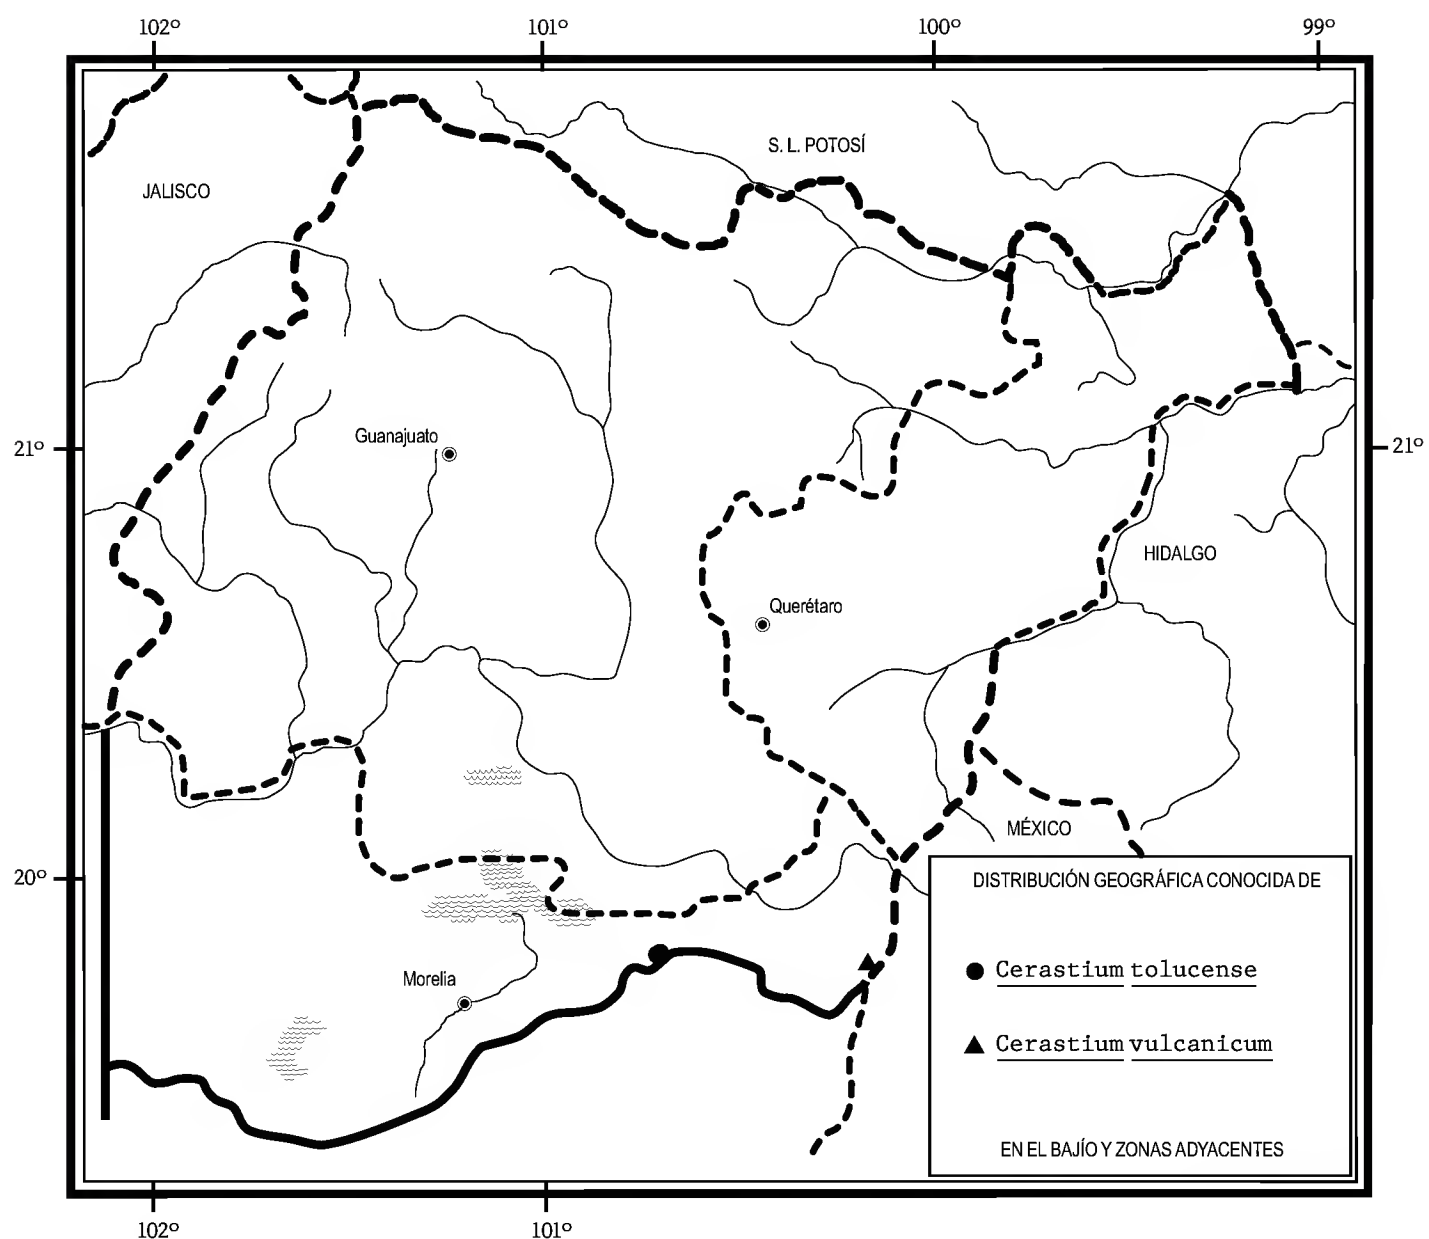 102º 101º 100º 99º
S. L. POTOSÍ
JALISCO
Guanajuato
21º 21º
HIDALGO
Querétaro
MÉXICO
20º
DISTRIBUCIÓN GEOGRÁFICA CONOCIDA DE
Cerastium tolucense
Morelia
Cerastium vulcanicum
EN EL BAJÍO Y ZONAS ADYACENTES
102º 101º